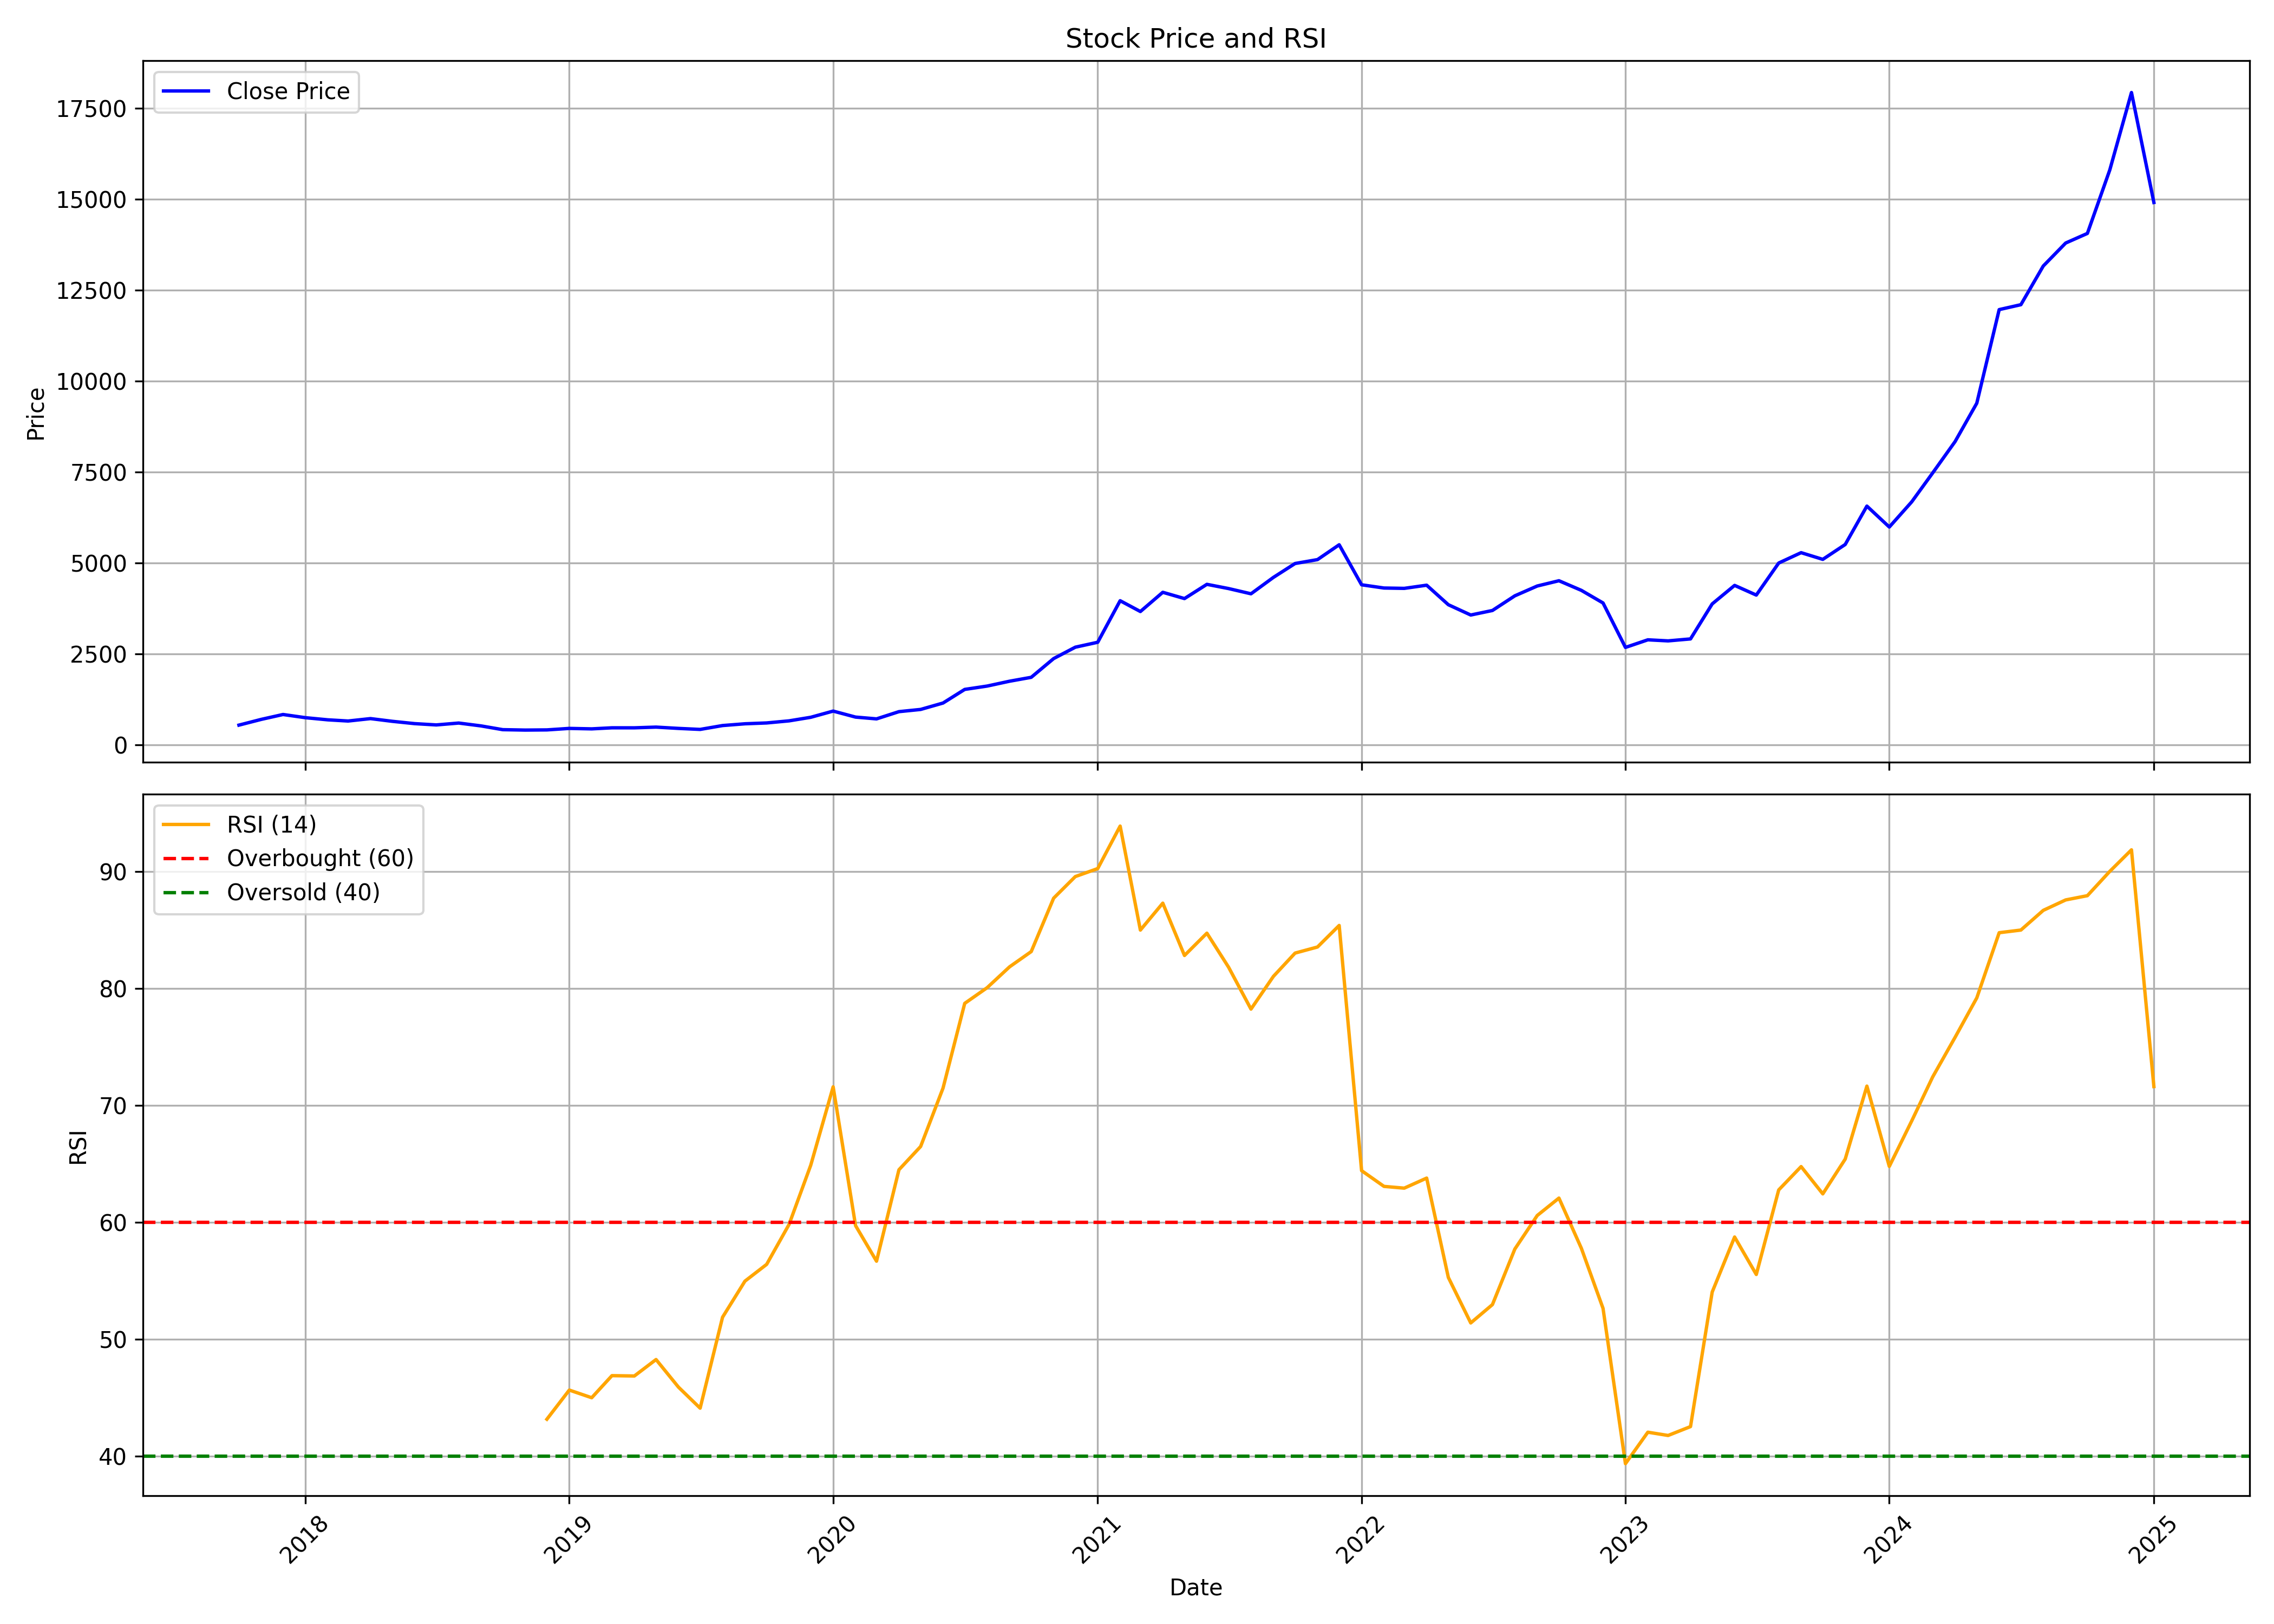 Stock Price and RSI
Close Price
17500
15000
12500
10000
7500
5000
2500
0
Price
RSI (14)
Overbought (60)
Oversold (40)
90
80
70
60
50
40
RSI
2018
2019
2020
2021
2022
2023
2024
2025
Date